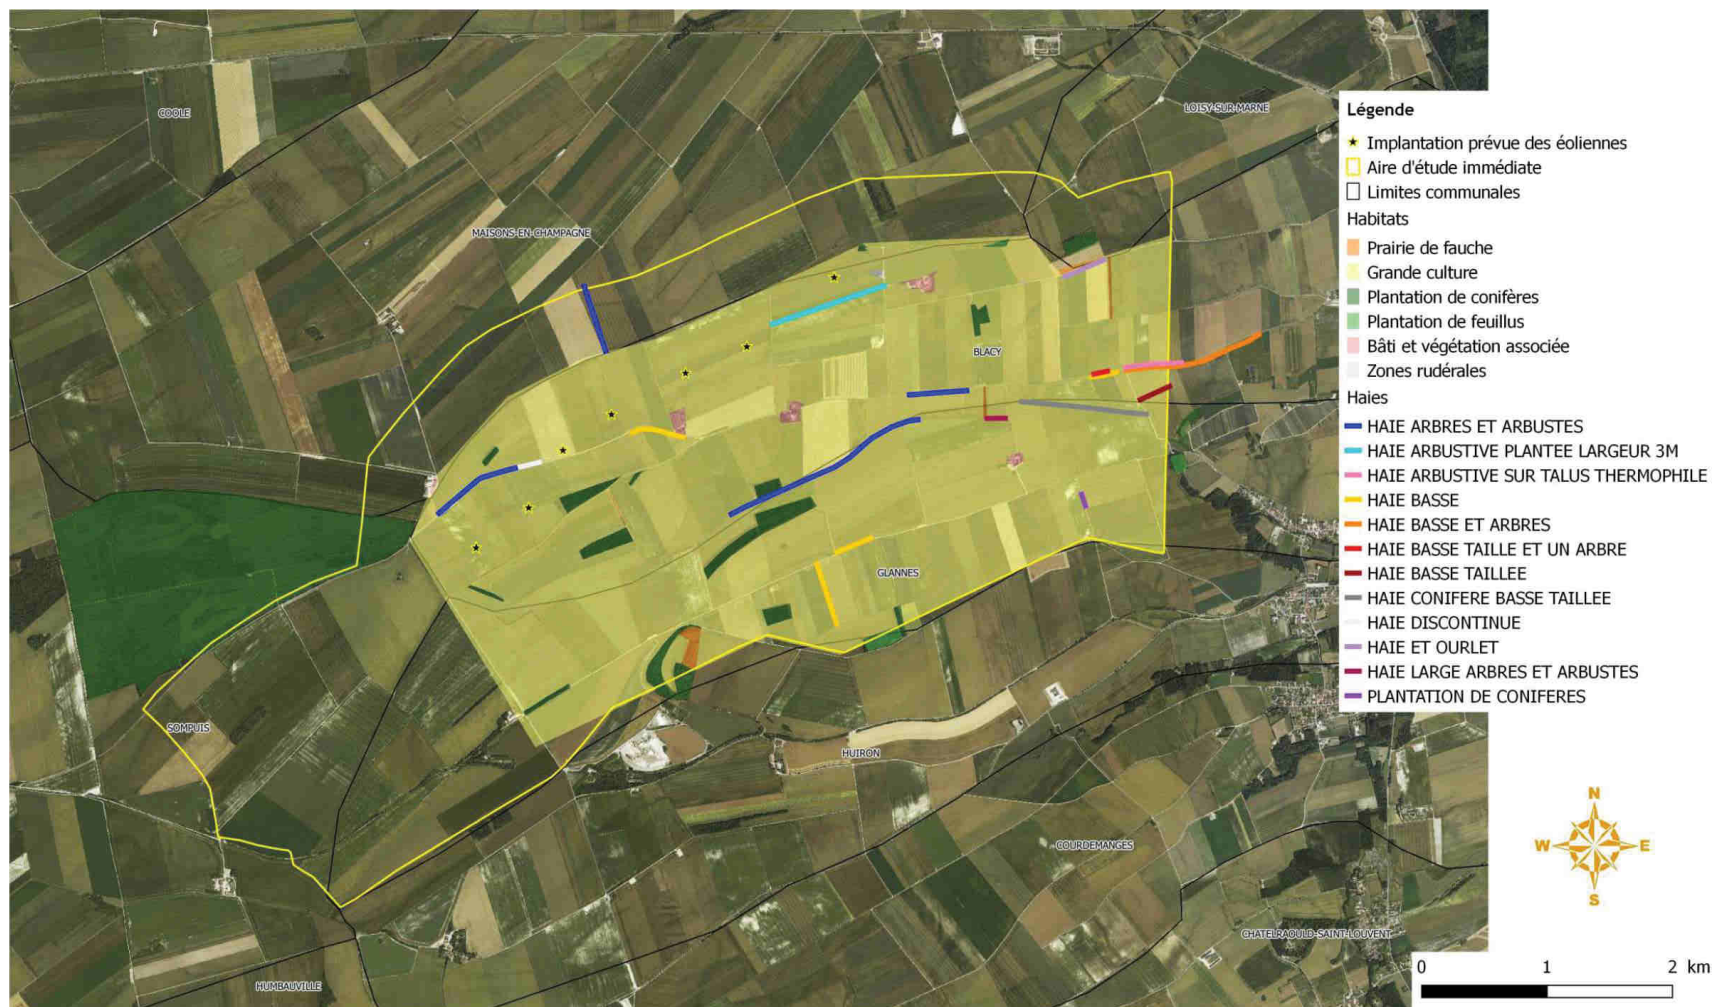 COOLE
LOISY-SUR-MARNE
MAISONS-EN-CHAMPAGNE
BLACY
GLANNES
SOMPUIS
HUIRON
COURDEMANGES
CHATELRAOULD-SAINT-LOUVENT
HUMBAUVILLE
Légende
Implantation prévue des éoliennes
Aire d'étude immédiate
Limites communales
Habitats
Prairie de fauche
Grande culture
Plantation de conifères
Plantation de feuillus
Bâti et végétation associée
Zones rudérales
Haies
HAIE ARBRES ET ARBUSTES
HAIE ARBUSTIVE PLANTEE LARGEUR 3M
HAIE ARBUSTIVE SUR TALUS THERMOPHILE
HAIE BASSE
HAIE BASSE ET ARBRES
HAIE BASSE TAILLE ET UN ARBRE
HAIE BASSE TAILLEE
HAIE CONIFERE BASSE TAILLEE
HAIE DISCONTINUE
HAIE ET OURLET
HAIE LARGE ARBRES ET ARBUSTES
PLANTATION DE CONIFERES
N
W E
S
0 1 2 km